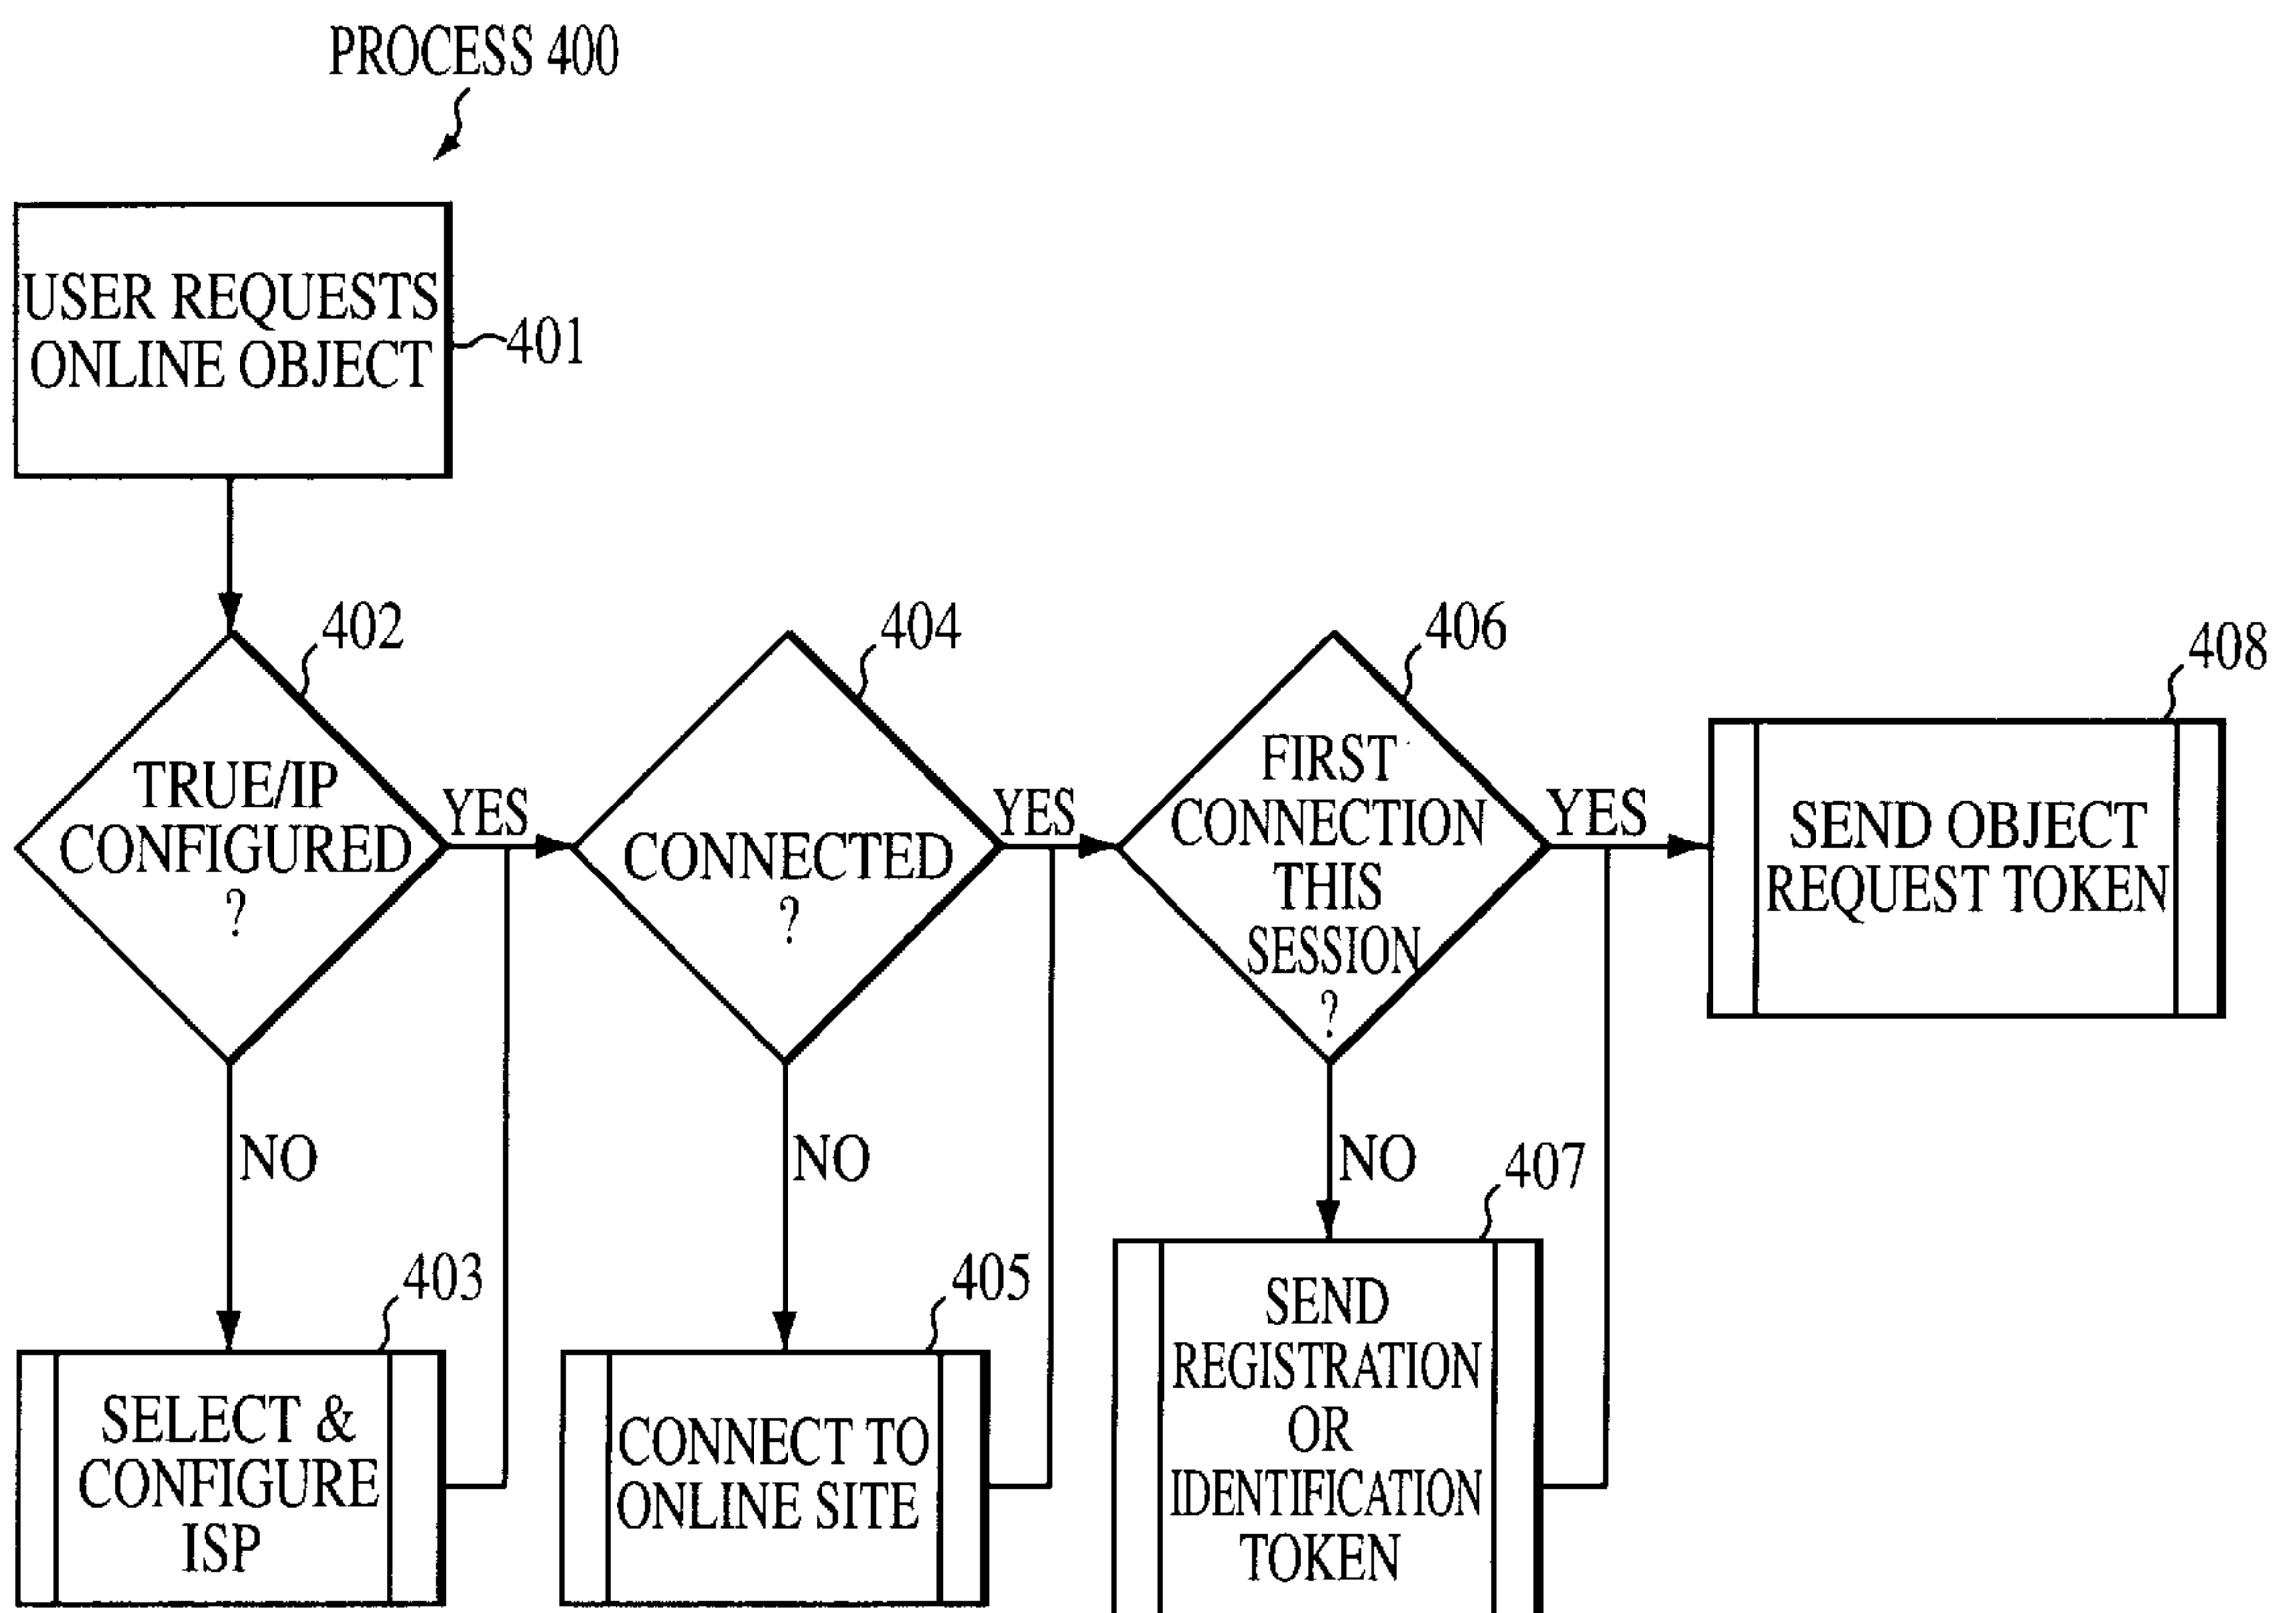 PROCESS 400
USER REQUESTS
ONLINE OBJECT
401
402
TRUE/IP
CONFIGURED
?
YES
NO
403
SELECT &
CONFIGURE
ISP
404
CONNECTED
?
YES
NO
405
CONNECT TO
ONLINE SITE
406
FIRST
CONNECTION
THIS
SESSION
?
YES
NO
407
SEND
REGISTRATION
OR
IDENTIFICATION
TOKEN
408
SEND OBJECT
REQUEST TOKEN